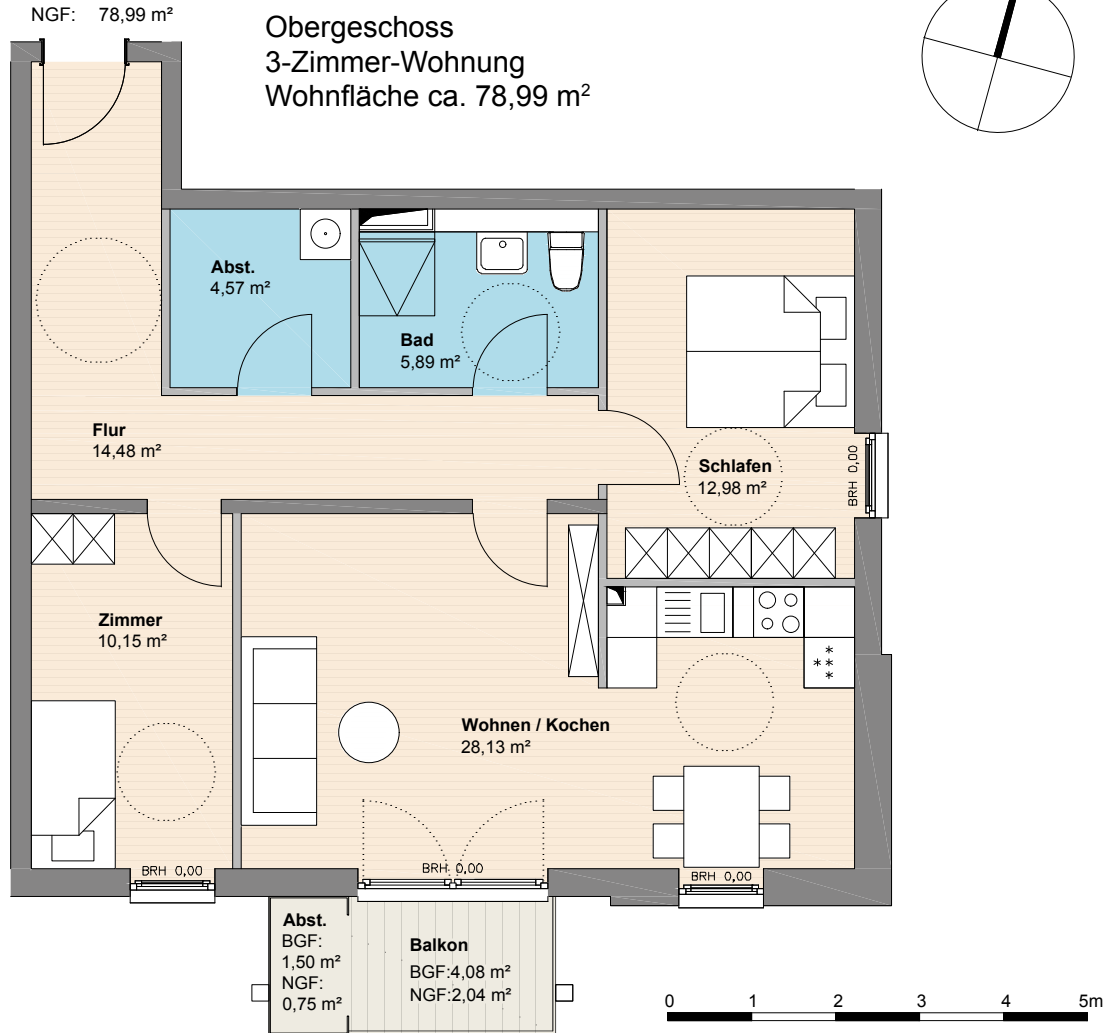 NGF: 78,99 m²
Obergeschoss
3-Zimmer-Wohnung
Wohnfläche ca. 78,99 m²
Abst.
4,57 m²
Bad
5,89 m²
Flur
14,48 m²
Schlafen
12,98 m²
BRH 0,00
Zimmer
10,15 m²
Wohnen / Kochen
28,13 m²
BRH 0,00
BRH 0,00
BRH 0,00
Abst.
BGF:
1,50 m²
NGF:
0,75 m²
Balkon
BGF:4,08 m²
NGF:2,04 m²
0 1 2 3 4 5m